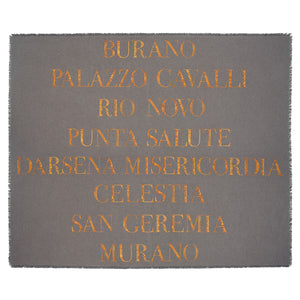 BURANO
PALAZZO CAVALLI
RIO NOVO
PUNTA SALUTE
DARSENA MISERICORDIA
CELESTIA
SAN GEREMIA
MURANO